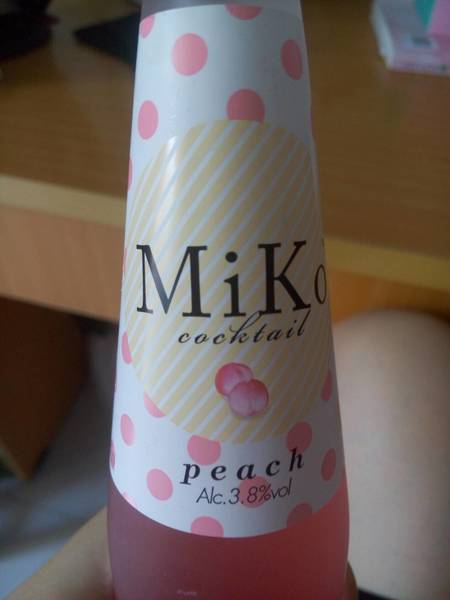 MiKo
cocktail
peach
Alc.3.8%vol